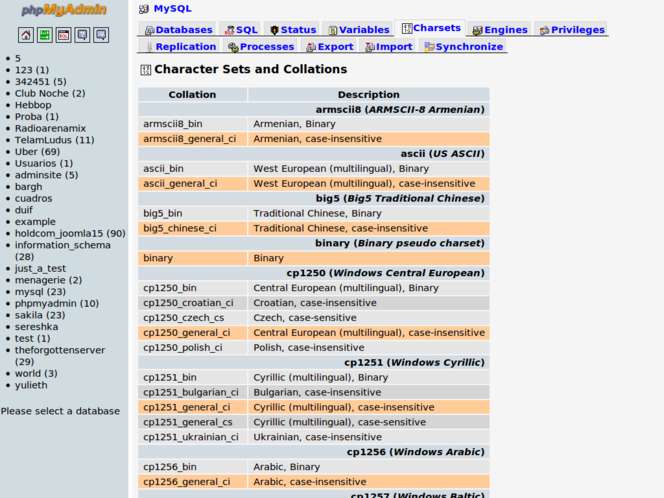 phpMyAdmin
5
123 (1)
342451 (5)
Club Noche (2)
Hebbop
Proba (1)
Radioarenamix
TelamLudus (11)
Uber (69)
Usuarios (1)
adminsite (5)
bargh
cuadros
duif
example
holdcom_joomla15 (90)
information_schema
(28)
just_a_test
menagerie (2)
mysql (23)
phpmyadmin (10)
sakila (23)
sereshka
test (1)
theforgottenserver
(29)
world (3)
yulieth
Please select a database
MySQL
Databases SQL Status Variables Charsets Engines Privileges
Replication Processes Export Import Synchronize
Character Sets and Collations
Collation Description
armscii8 (ARMSCII-8 Armenian)
armscii8_bin Armenian, Binary
armscii8_general_ci Armenian, case-insensitive
ascii (US ASCII)
ascii_bin West European (multilingual), Binary
ascii_general_ci West European (multilingual), case-insensitive
big5 (Big5 Traditional Chinese)
big5_bin Traditional Chinese, Binary
big5_chinese_ci Traditional Chinese, case-insensitive
binary (Binary pseudo charset)
binary Binary
cp1250 (Windows Central European)
cp1250_bin Central European (multilingual), Binary
cp1250_croatian_ci Croatian, case-insensitive
cp1250_czech_cs Czech, case-sensitive
cp1250_general_ci Central European (multilingual), case-insensitive
cp1250_polish_ci Polish, case-insensitive
cp1251 (Windows Cyrillic)
cp1251_bin Cyrillic (multilingual), Binary
cp1251_bulgarian_ci Bulgarian, case-insensitive
cp1251_general_ci Cyrillic (multilingual), case-insensitive
cp1251_general_cs Cyrillic (multilingual), case-sensitive
cp1251_ukrainian_ci Ukrainian, case-insensitive
cp1256 (Windows Arabic)
cp1256_bin Arabic, Binary
cp1256_general_ci Arabic, case-insensitive
cp1257 (Windows Baltic)